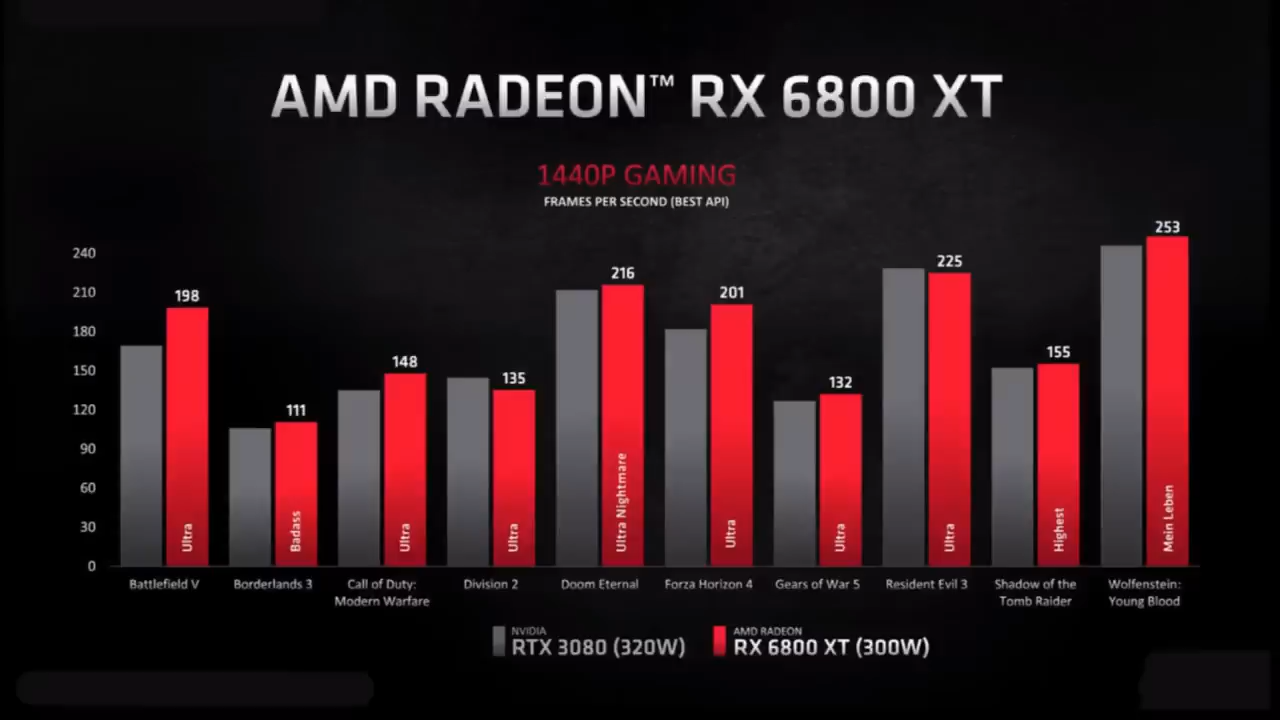 AMD RADEON™ RX 6800 XT
1440P GAMING
FRAMES PER SECOND (BEST API)
240
210
180
150
120
90
60
30
0
198
111
148
135
216
201
132
225
155
253
Ultra
Badass
Ultra
Ultra
Ultra Nightmare
Ultra
Ultra
Ultra
Highest
Mein Leben
Battlefield V
Borderlands 3
Call of Duty:
Modern Warfare
Division 2
Doom Eternal
Forza Horizon 4
Gears of War 5
Resident Evil 3
Shadow of the
Tomb Raider
Wolfenstein:
Young Blood
NVIDIA
RTX 3080 (320W)
AMD RADEON
RX 6800 XT (300W)